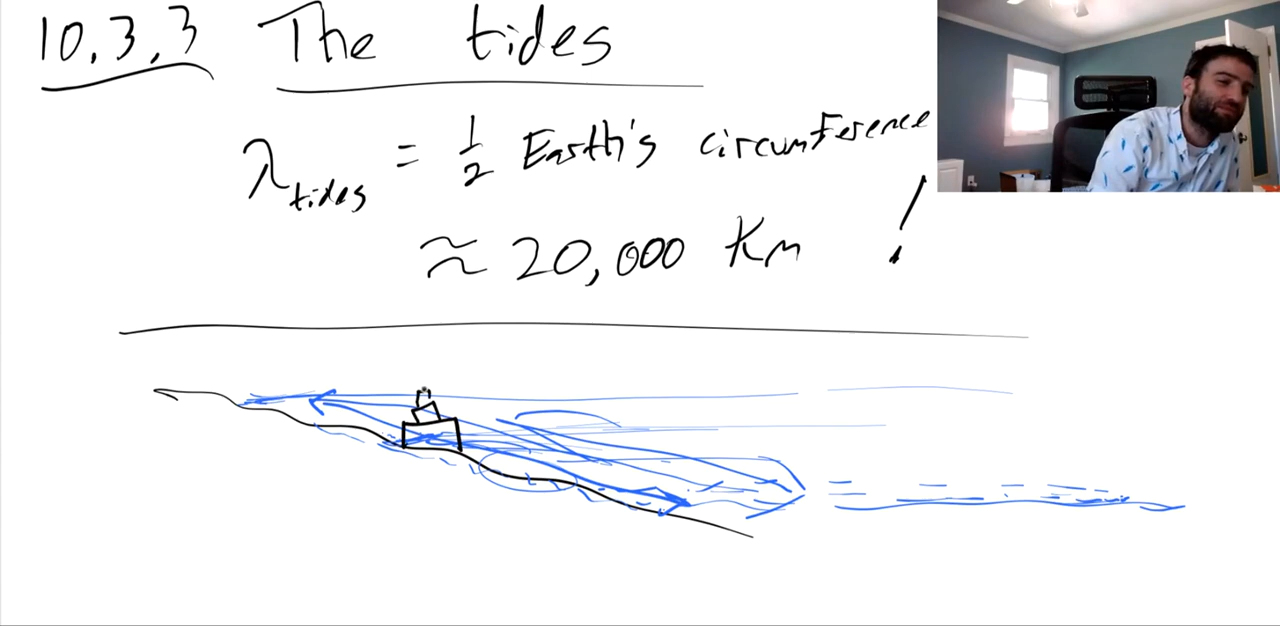 10.3.3 The tides
λtides = 1/2 Earth's circumference
≈ 20,000 Km !